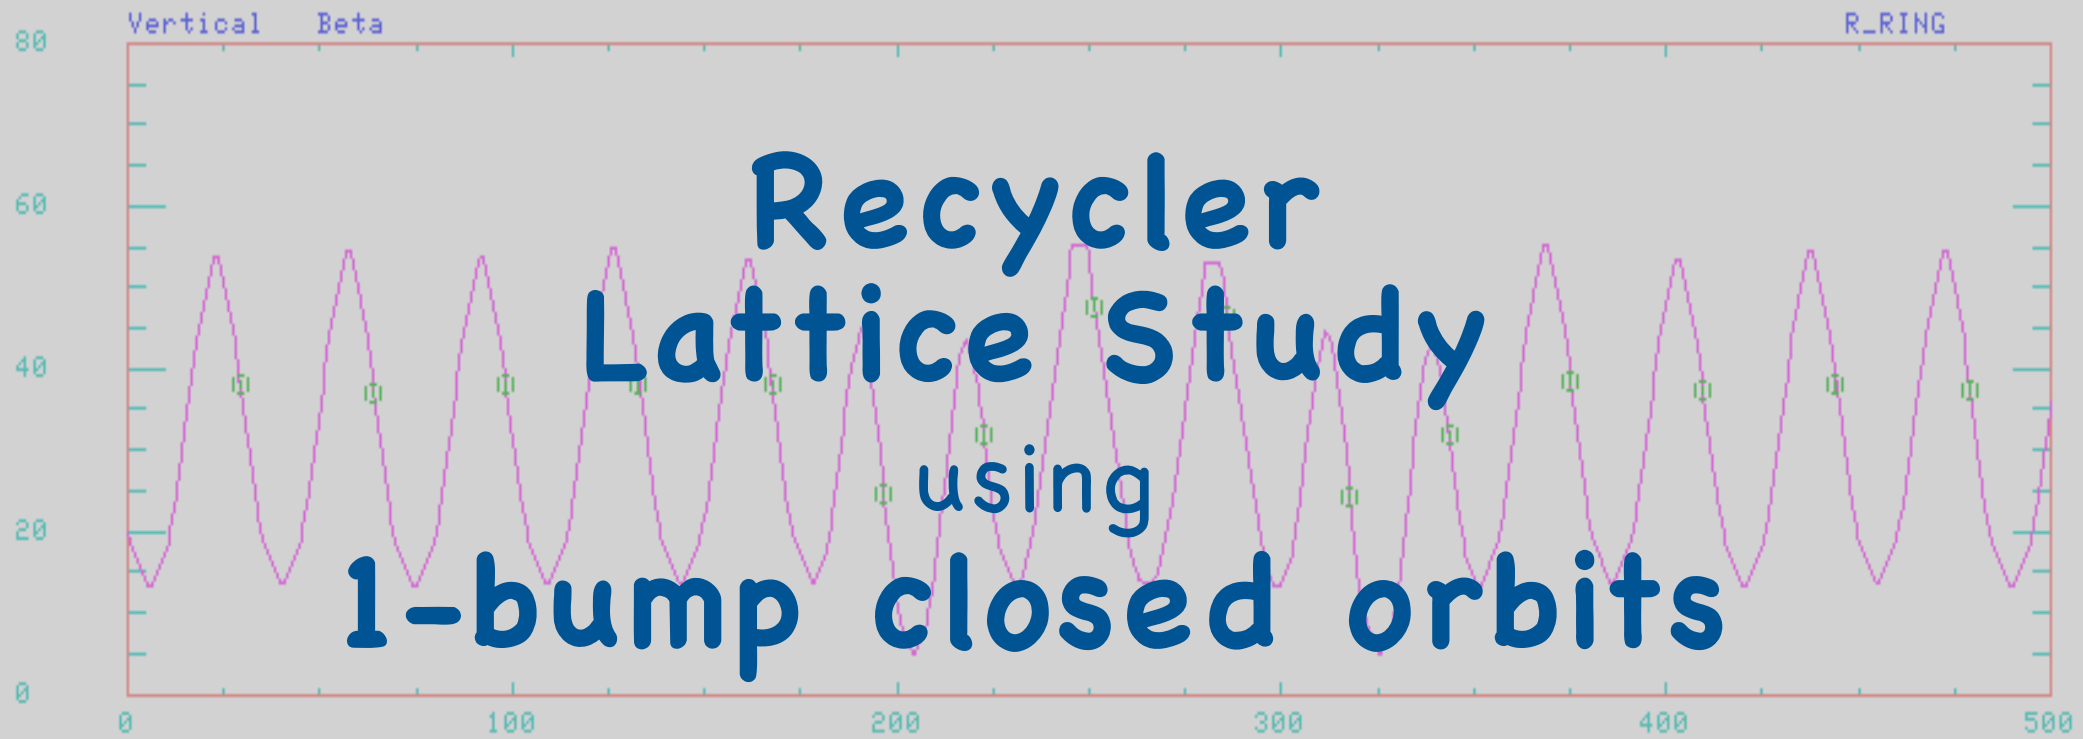 Vertical Beta R_RING
80
60
40
20
0
Recycler
Lattice Study
using
1-bump closed orbits
0 100 200 300 400 500